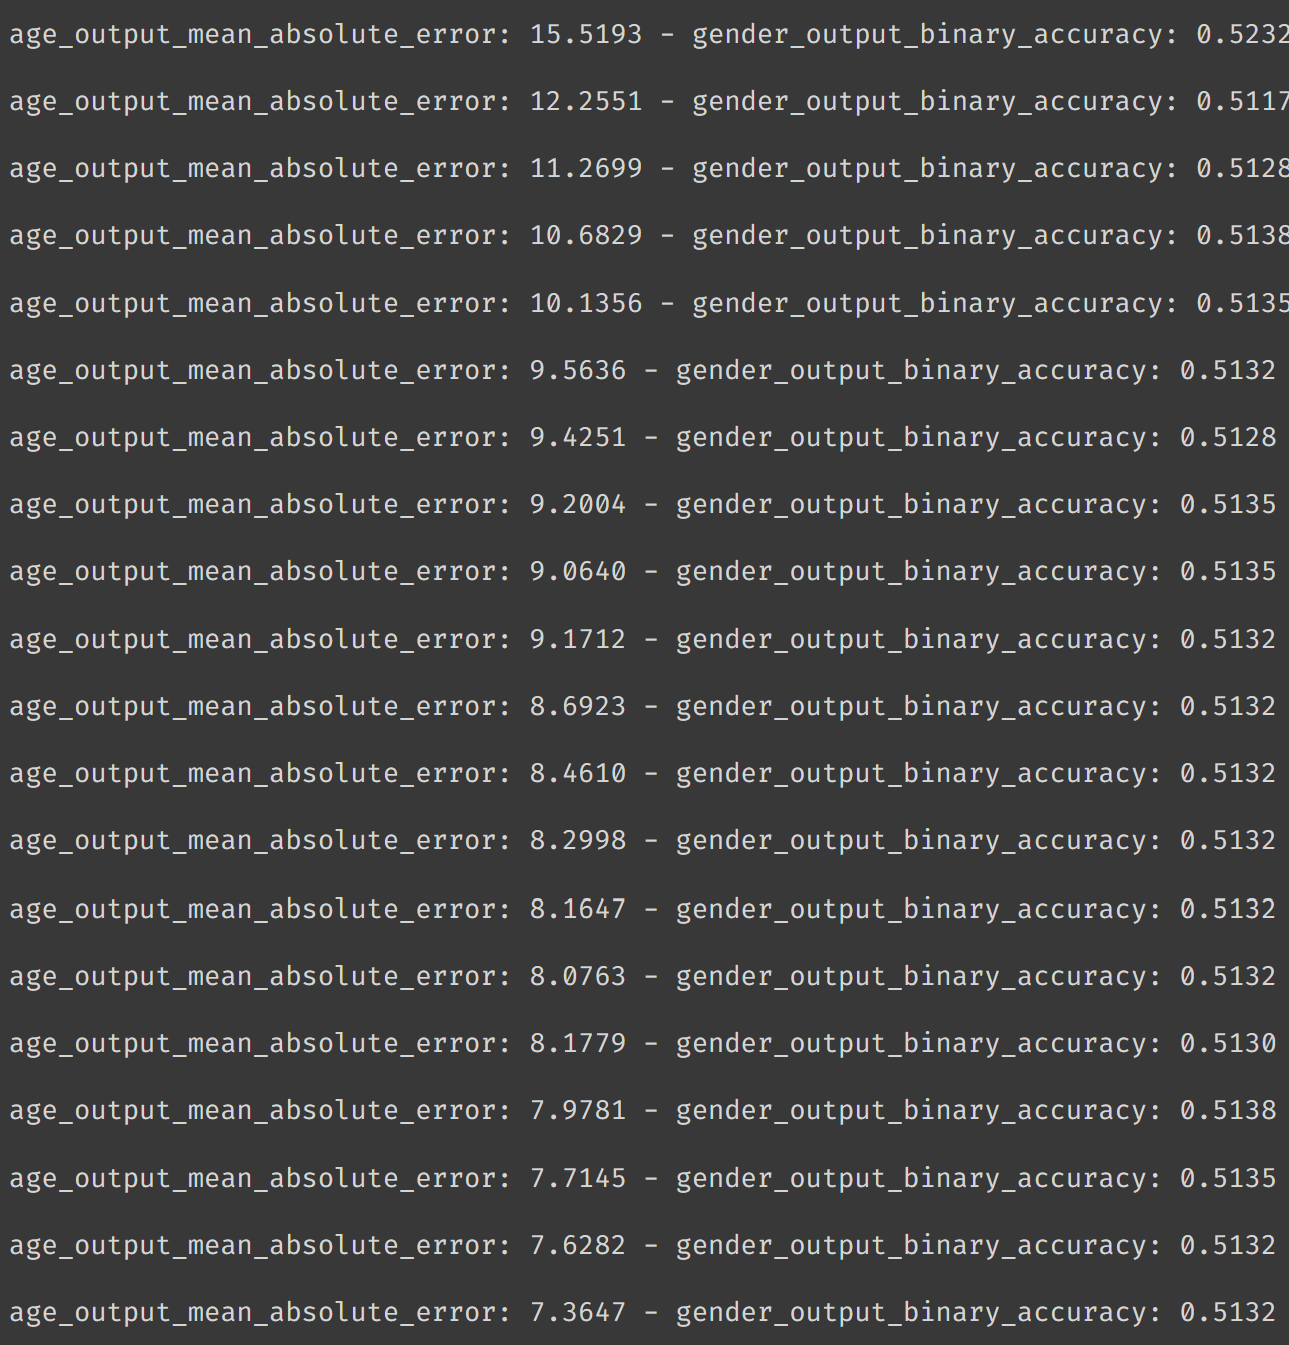 age_output_mean_absolute_error: 15.5193 - gender_output_binary_accuracy: 0.5232
age_output_mean_absolute_error: 12.2551 - gender_output_binary_accuracy: 0.5117
age_output_mean_absolute_error: 11.2699 - gender_output_binary_accuracy: 0.5128
age_output_mean_absolute_error: 10.6829 - gender_output_binary_accuracy: 0.5138
age_output_mean_absolute_error: 10.1356 - gender_output_binary_accuracy: 0.5135
age_output_mean_absolute_error: 9.5636 - gender_output_binary_accuracy: 0.5132
age_output_mean_absolute_error: 9.4251 - gender_output_binary_accuracy: 0.5128
age_output_mean_absolute_error: 9.2004 - gender_output_binary_accuracy: 0.5135
age_output_mean_absolute_error: 9.0640 - gender_output_binary_accuracy: 0.5135
age_output_mean_absolute_error: 9.1712 - gender_output_binary_accuracy: 0.5132
age_output_mean_absolute_error: 8.6923 - gender_output_binary_accuracy: 0.5132
age_output_mean_absolute_error: 8.4610 - gender_output_binary_accuracy: 0.5132
age_output_mean_absolute_error: 8.2998 - gender_output_binary_accuracy: 0.5132
age_output_mean_absolute_error: 8.1647 - gender_output_binary_accuracy: 0.5132
age_output_mean_absolute_error: 8.0763 - gender_output_binary_accuracy: 0.5132
age_output_mean_absolute_error: 8.1779 - gender_output_binary_accuracy: 0.5130
age_output_mean_absolute_error: 7.9781 - gender_output_binary_accuracy: 0.5138
age_output_mean_absolute_error: 7.7145 - gender_output_binary_accuracy: 0.5135
age_output_mean_absolute_error: 7.6282 - gender_output_binary_accuracy: 0.5132
age_output_mean_absolute_error: 7.3647 - gender_output_binary_accuracy: 0.5132